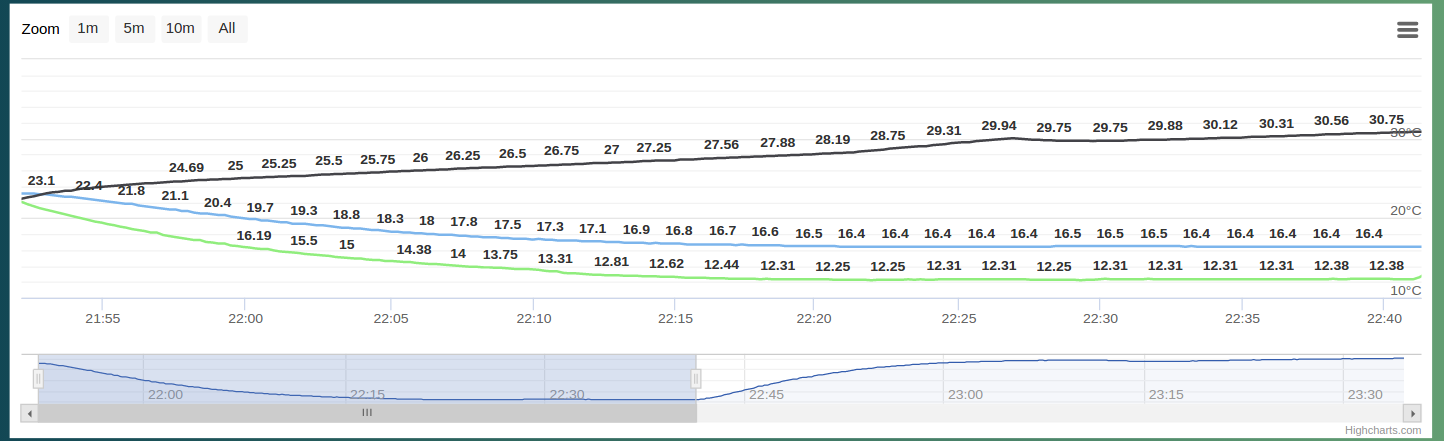 Zoom 1m 5m 10m All
29.94 29.75 29.75 29.88 30.12 30.31 30.56 30.75
27.56 27.88 28.19 28.75 29.31
30°C
24.69 25 25.25 25.5 25.75 26 26.25 26.5 26.75 27 27.25
23.1 22.4 21.8 21.1 20.4 19.7 19.3 18.8 18.3 18 17.8 17.5 17.3 17.1 16.9 16.8 16.7 16.6 16.5 16.4 16.4 16.4 16.4 16.4 16.5 16.5 16.5 16.4 16.4 16.4 16.4 16.4
20°C
16.19 15.5 15 14.38 14 13.75 13.31 12.81 12.62 12.44 12.31 12.25 12.25 12.31 12.31 12.25 12.31 12.31 12.31 12.31 12.38 12.38
10°C
21:55 22:00 22:05 22:10 22:15 22:20 22:25 22:30 22:35 22:40
22:00 22:15 22:30 22:45 23:00 23:15 23:30
Highcharts.com